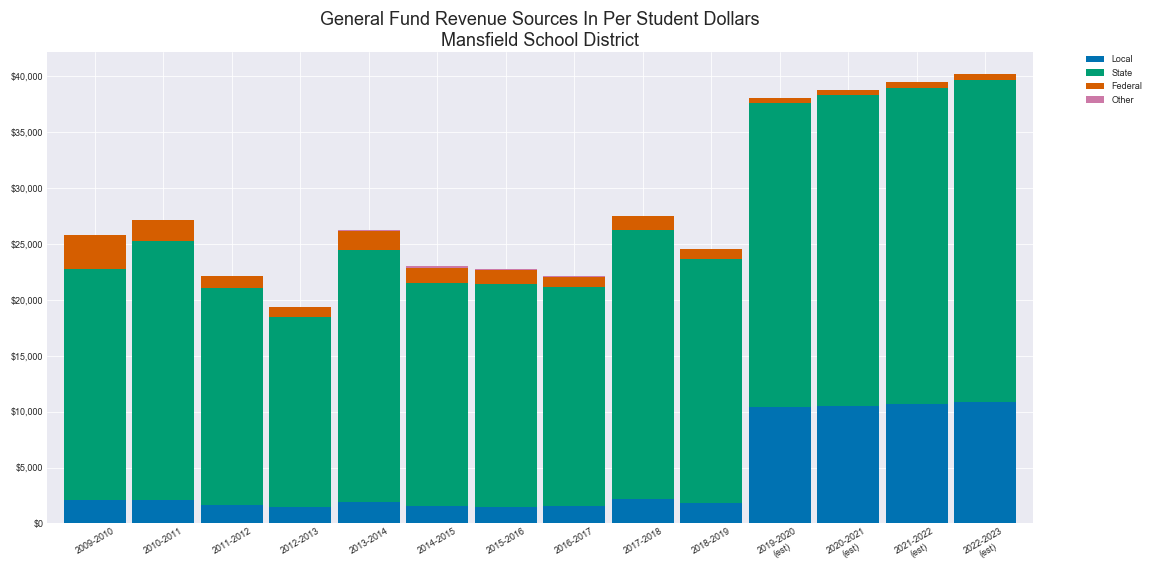 General Fund Revenue Sources In Per Student Dollars
Mansfield School District
$40,000
$35,000
$30,000
$25,000
$20,000
$15,000
$10,000
$5,000
$0
Local
State
Federal
Other
2009-2010
2010-2011
2011-2012
2012-2013
2013-2014
2014-2015
2015-2016
2016-2017
2017-2018
2018-2019
2019-2020
(est)
2020-2021
(est)
2021-2022
(est)
2022-2023
(est)